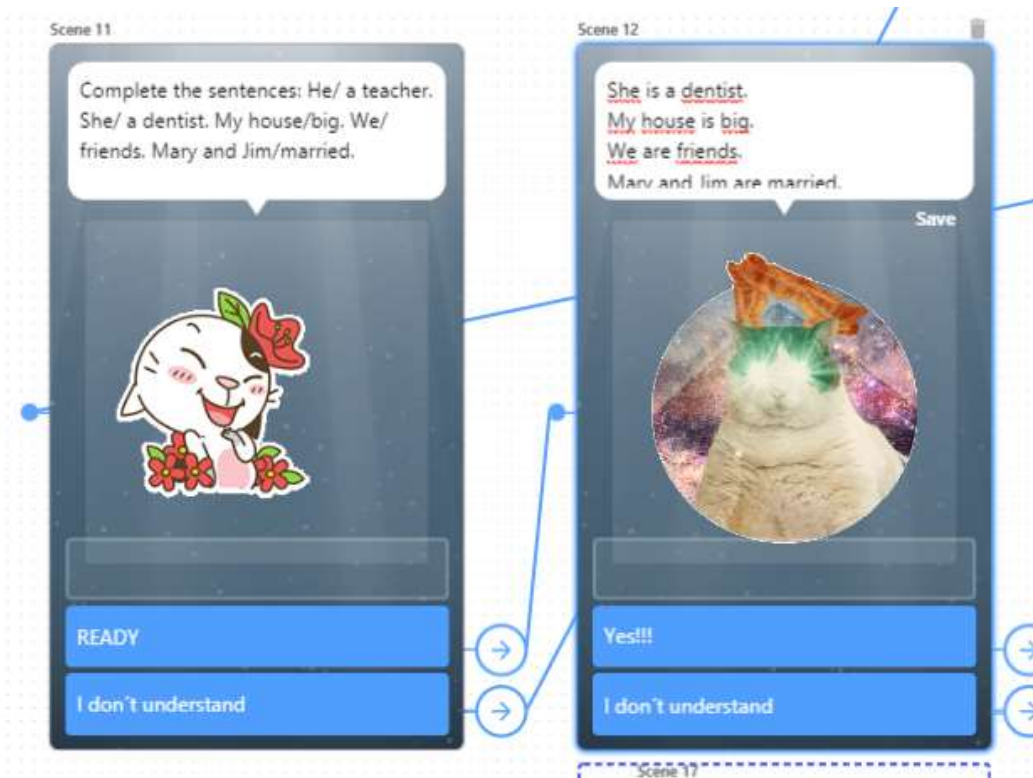 Scene 11
Complete the sentences: He/ a teacher.
She/ a dentist. My house/big. We/
friends. Mary and Jim/married.
READY
I don´t understand
Scene 12
She is a dentist.
My house is big.
We are friends.
Mary and Jim are married.
Save
Yes!!!
I don´t understand
Scene 17